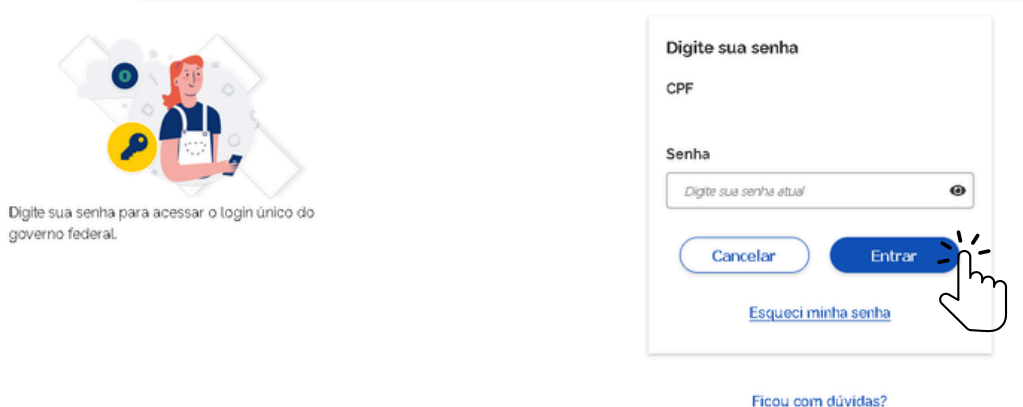 Digite sua senha para acessar o login único do
governo federal.
Digite sua senha
CPF
Senha
Digite sua senha atual
Cancelar
Entrar
Esqueci minha senha
Ficou com dúvidas?